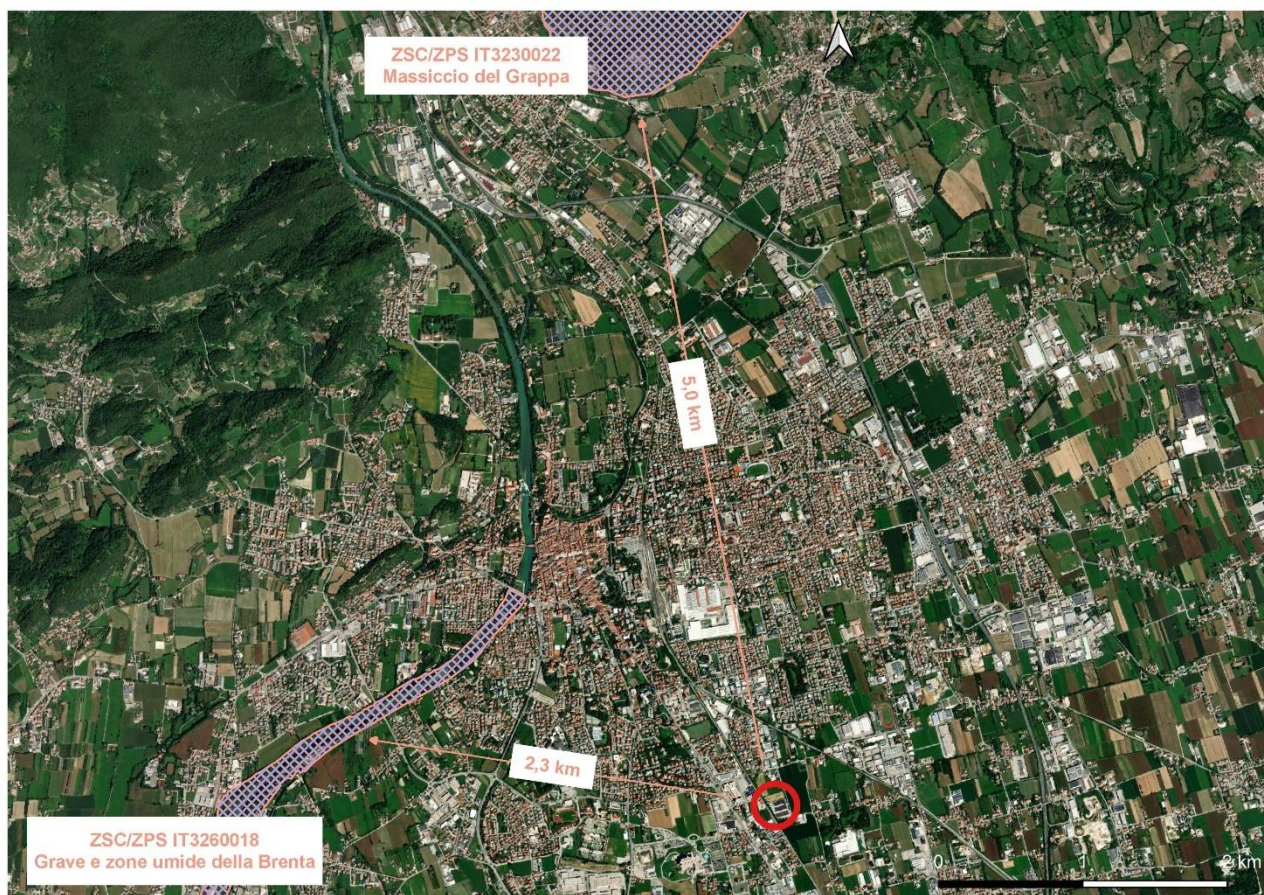 ZSC/ZPS IT3230022
Massiccio del Grappa
5,0 km
2,3 km
ZSC/ZPS IT3260018
Grave e zone umide della Brenta
0 1 2 km